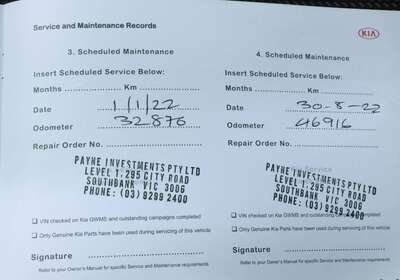 Service and Maintenance Records
KIA
3. Scheduled Maintenance
Insert Scheduled Service Below:
Months .................... Km ....................
Date 1/1/22
Odometer 32876
Repair Order No.
PAYNE INVESTMENTS PTY LTD
LEVEL 1, 295 CITY ROAD
SOUTHBANK VIC 3006
PHONE: (03) 9299 2400
VIN checked on Kia GWMS and outstanding campaigns completed
Only Genuine Kia Parts have been used during servicing of this vehicle
Signature
Refer to your Owner's Manual for specific Service and Maintenance requirements.
4. Scheduled Maintenance
Insert Scheduled Service Below:
Months .................... Km ....................
Date 30-8-22
Odometer 46916
Repair Order No.
PAYNE INVESTMENTS PTY LTD
LEVEL 1, 295 CITY ROAD
SOUTHBANK VIC 3006
PHONE: (03) 9299 2400
VIN checked on Kia GWMS and outstanding campaigns completed
Only Genuine Kia Parts have been used during servicing of this vehicle
Signature
Refer to your Owner's Manual for specific Service and Maintenance requirements.